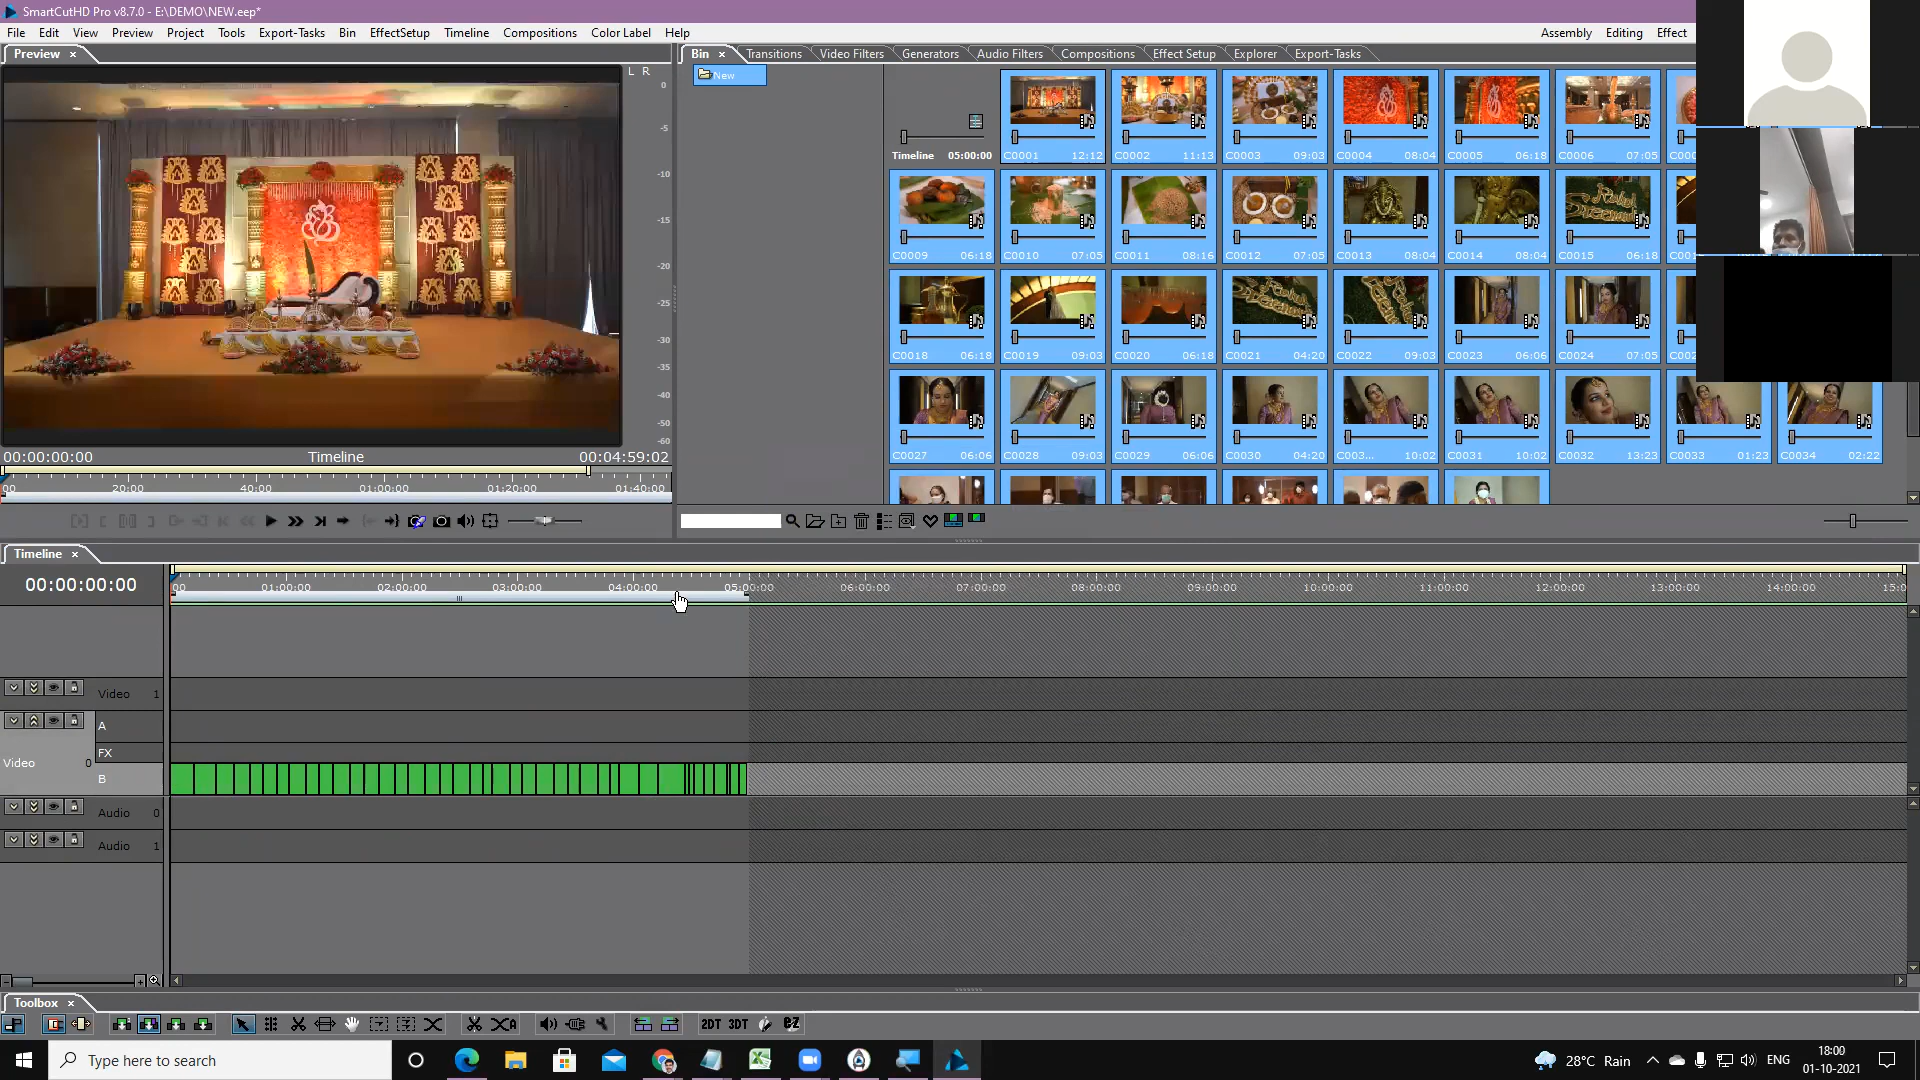 SmartCutHD Pro v8.7.0 - E:\DEMO\NEW.eep*
File Edit View Preview Project Tools Export-Tasks Bin EffectSetup Timeline Compositions Color Label Help
Assembly Editing Effect
Preview ×
L R
0
-5
-10
-15
-20
-25
-30
-35
-40
-50
-60
00:00:00:00 Timeline 00:04:59:02
00 20:00 40:00 01:00:00 01:20:00 01:40:00
Bin × Transitions Video Filters Generators Audio Filters Compositions Effect Setup Explorer Export-Tasks
New
Timeline 05:00:00 C0001 12:12 C0002 11:13 C0003 09:03 C0004 08:04 C0005 06:18 C0006 07:05
C0009 06:18 C0010 07:05 C0011 08:16 C0012 07:05 C0013 08:04 C0014 08:04 C0015 06:18
C0018 06:18 C0019 09:03 C0020 06:18 C0021 04:20 C0022 09:03 C0023 06:06 C0024 07:05
C0027 06:06 C0028 09:03 C0029 06:06 C0030 04:20 C003... 10:02 C0031 10:02 C0032 13:23 C0033 01:23 C0034 02:22
Timeline ×
00:00:00:00
00 01:00:00 02:00:00 03:00:00 04:00:00 05:00:00 06:00:00 07:00:00 08:00:00 09:00:00 10:00:00 11:00:00 12:00:00 13:00:00 14:00:00 15:0
Video 1
A
FX
Video 0
B
Audio 0
Audio 1
Toolbox ×
2DT 3DT eZ
Type here to search
28°C Rain
ENG
18:00
01-10-2021